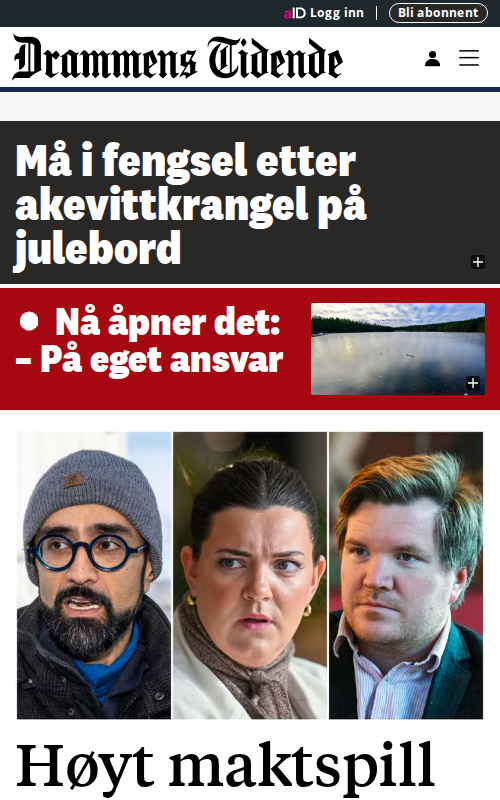 aID Logg inn
Bli abonnent
Drammens Tidende
Må i fengsel etter
akevittkrangel på
julebord
Nå åpner det:
– På eget ansvar
Høyt maktspill